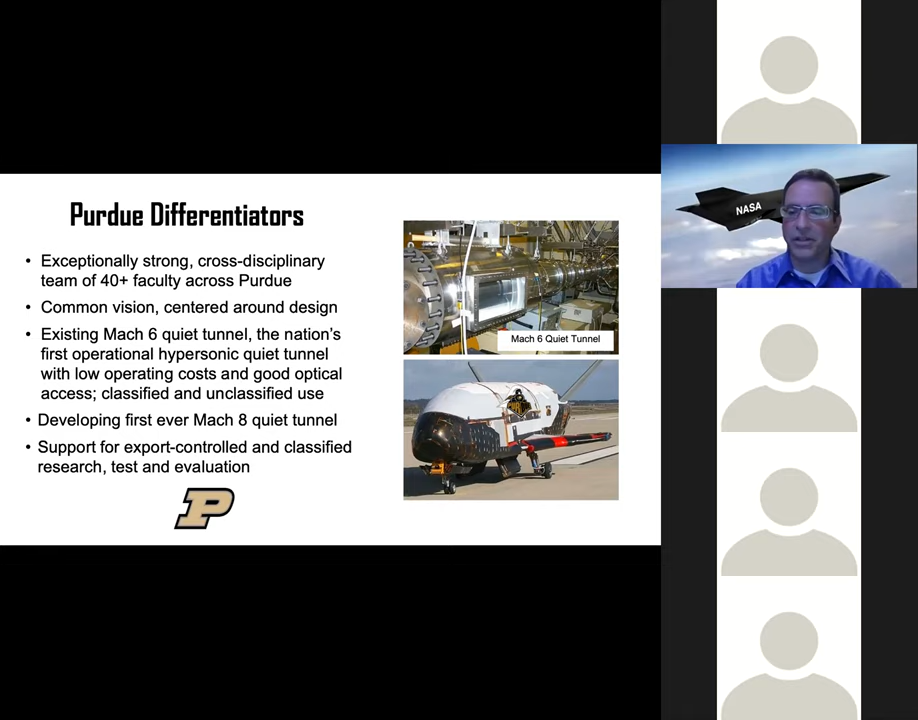 Purdue Differentiators
• Exceptionally strong, cross-disciplinary
team of 40+ faculty across Purdue
• Common vision, centered around design
• Existing Mach 6 quiet tunnel, the nation’s
first operational hypersonic quiet tunnel
with low operating costs and good optical
access; classified and unclassified use
• Developing first ever Mach 8 quiet tunnel
• Support for export-controlled and classified
research, test and evaluation
P
Mach 6 Quiet Tunnel
NASA